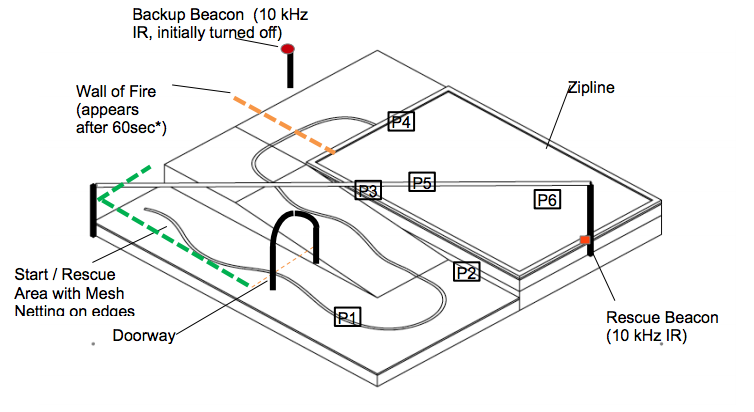 Backup Beacon (10 kHz
IR, initially turned off)
Wall of Fire
(appears
after 60sec*)
Zipline
P4
P3
P5
P6
P2
P1
Start / Rescue
Area with Mesh
Netting on edges
Doorway
Rescue Beacon
(10 kHz IR)